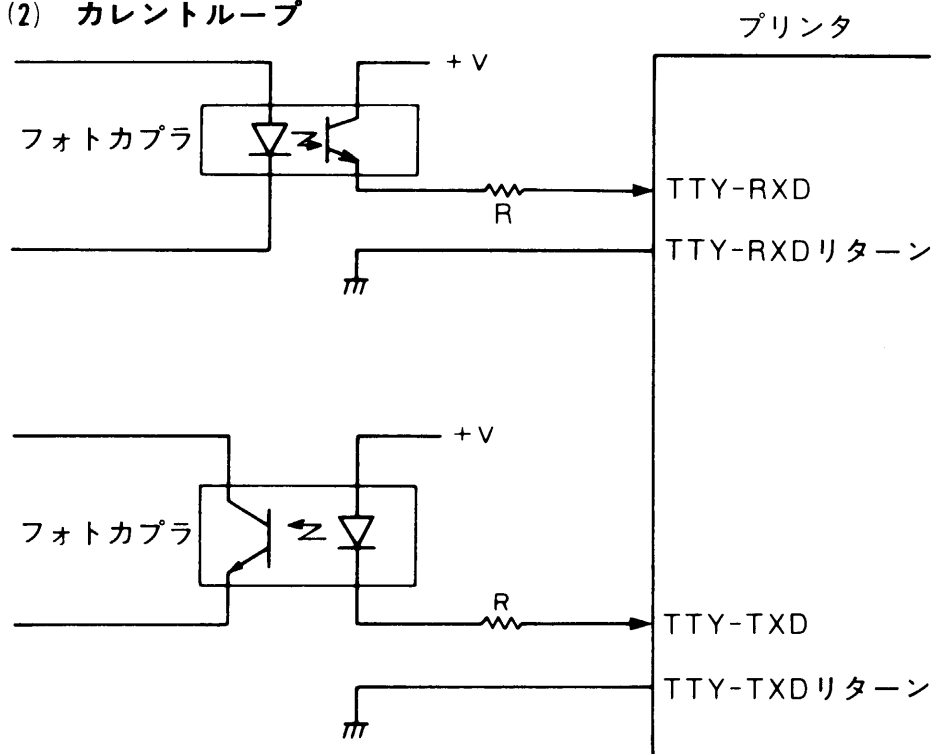 (2) カレントループ
プリンタ
+V
フォトカプラ
TTY-RXD
R
TTY-RXDリターン
+V
フォトカプラ
R
TTY-TXD
TTY-TXDリターン